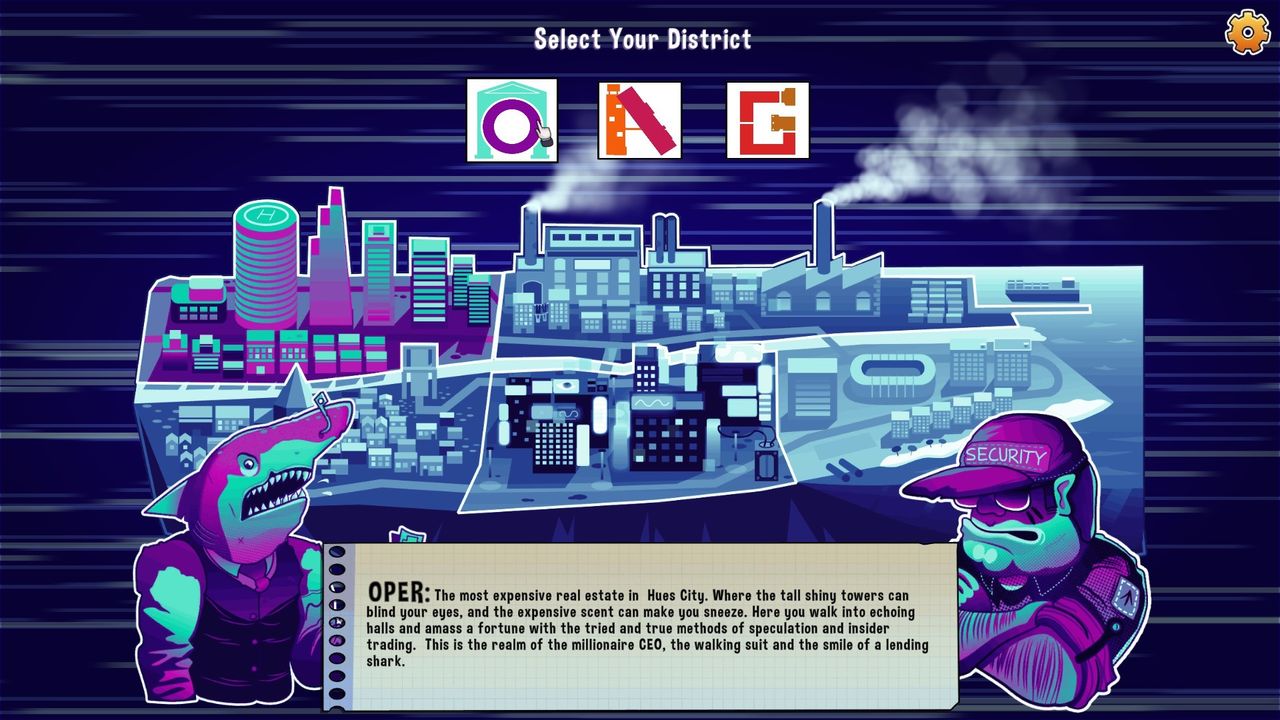 Select Your District
H
SECURITY
OPER: The most expensive real estate in Hues City. Where the tall shiny towers can
blind your eyes, and the expensive scent can make you sneeze. Here you walk into echoing
halls and amass a fortune with the tried and true methods of speculation and insider
trading. This is the realm of the millionaire CEO, the walking suit and the smile of a lending
shark.